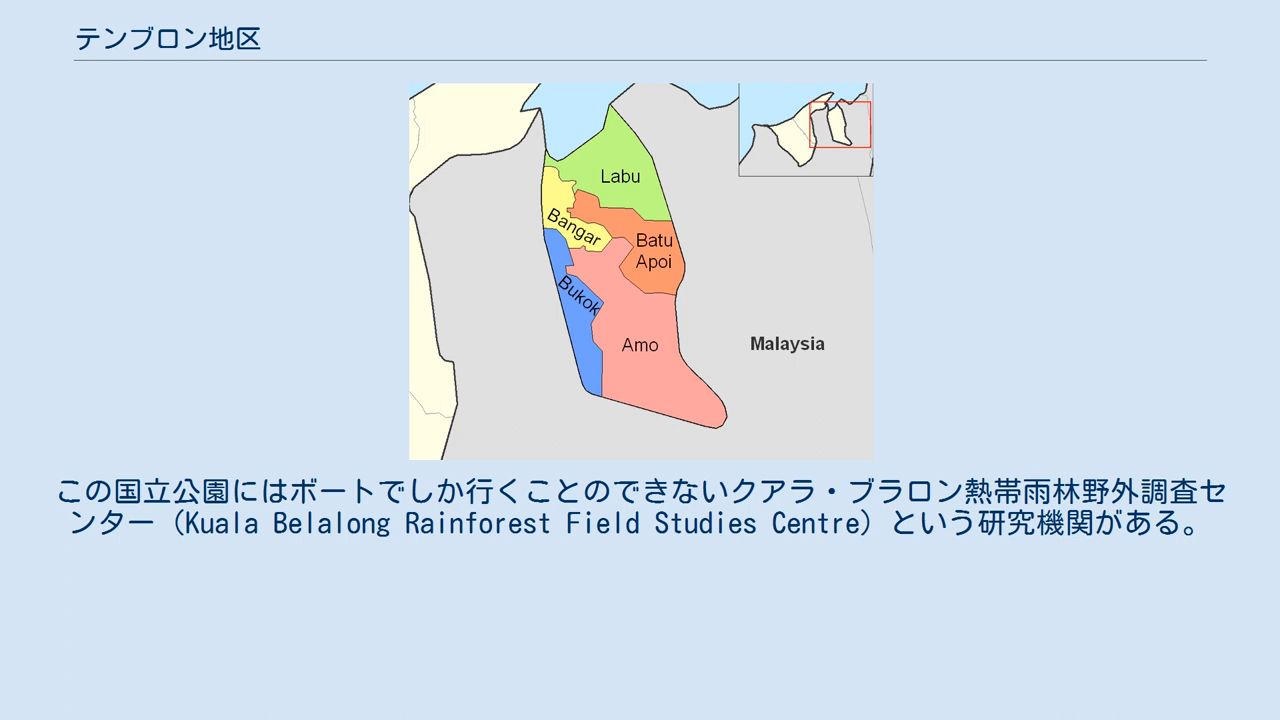 テンブロン地区
Labu
Bangar
Batu
Apoi
Bukok
Amo
Malaysia
この国立公園にはボートでしか行くことのできないクアラ・ブラロン熱帯雨林野外調査セ
ンター（Kuala Belalong Rainforest Field Studies Centre）という研究機関がある。